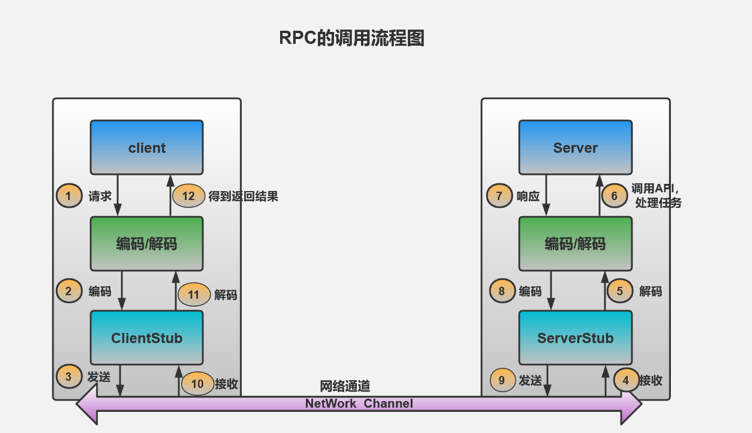 RPC的调用流程图
client
Server
1
请求
12
得到返回结果
7
响应
6
调用API，
处理任务
编码/解码
编码/解码
2
编码
11
解码
8
编码
5
解码
ClientStub
ServerStub
3
发送
10
接收
9
发送
4
接收
网络通道
NetWork Channel